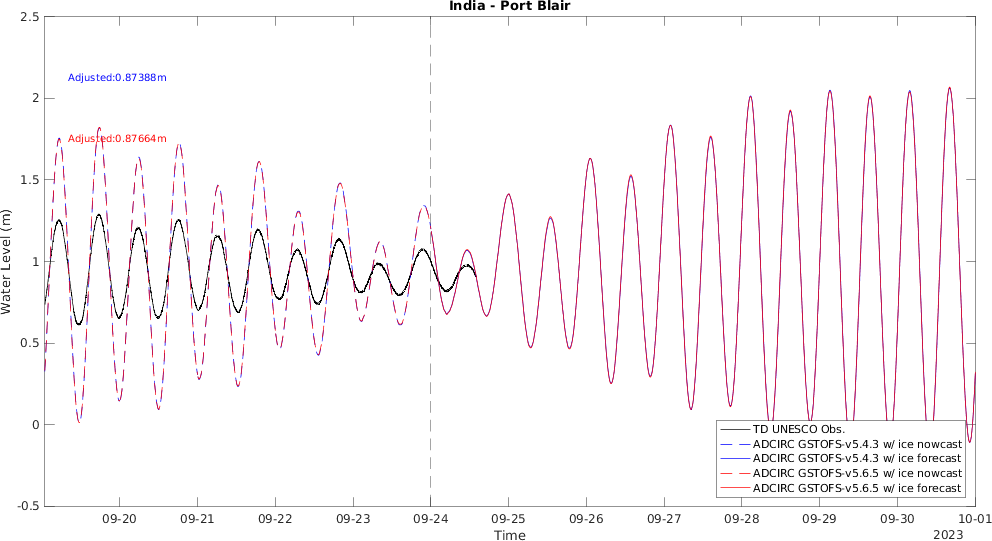 India - Port Blair
2.5
2
1.5
1
0.5
0
-0.5
Water Level (m)
Adjusted:0.87388m
Adjusted:0.87664m
TD UNESCO Obs.
ADCIRC GSTOFS-v5.4.3 w/ ice nowcast
ADCIRC GSTOFS-v5.4.3 w/ ice forecast
ADCIRC GSTOFS-v5.6.5 w/ ice nowcast
ADCIRC GSTOFS-v5.6.5 w/ ice forecast
09-20 09-21 09-22 09-23 09-24 09-25 09-26 09-27 09-28 09-29 09-30 10-01
Time
2023